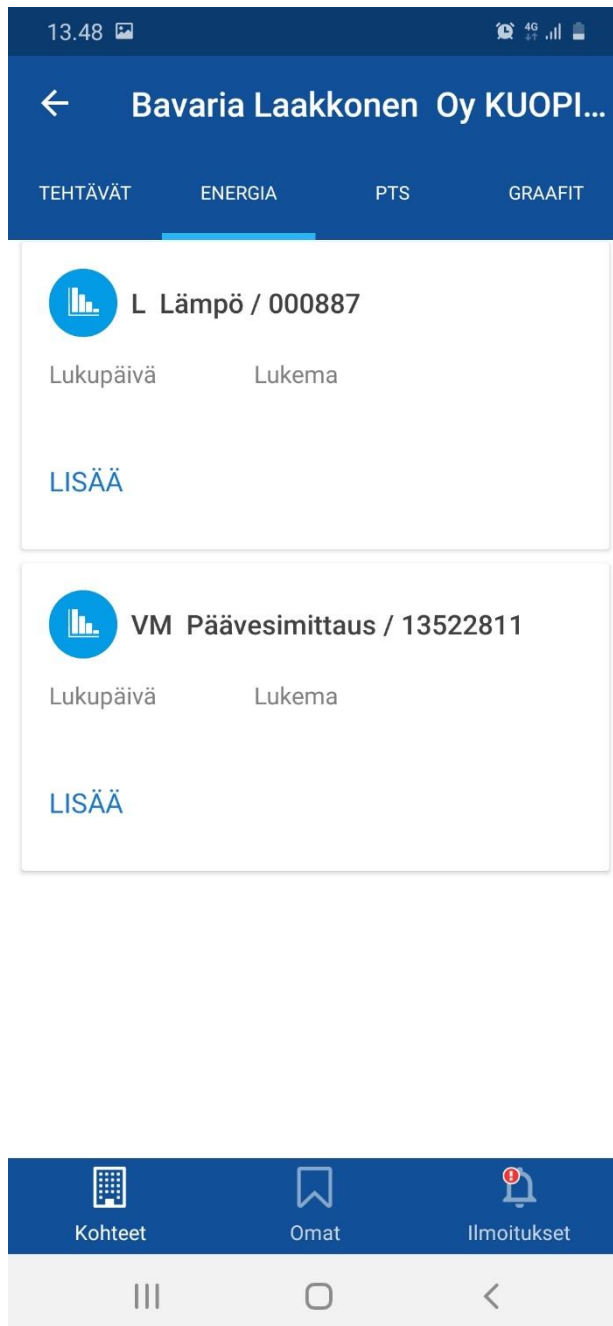 13.48 4G
Bavaria Laakkonen Oy KUOPI...
TEHTÄVÄT ENERGIA PTS GRAAFIT
L Lämpö / 000887
Lukupäivä Lukema
LISÄÄ
VM Päävesimittaus / 13522811
Lukupäivä Lukema
LISÄÄ
Kohteet Omat Ilmoitukset